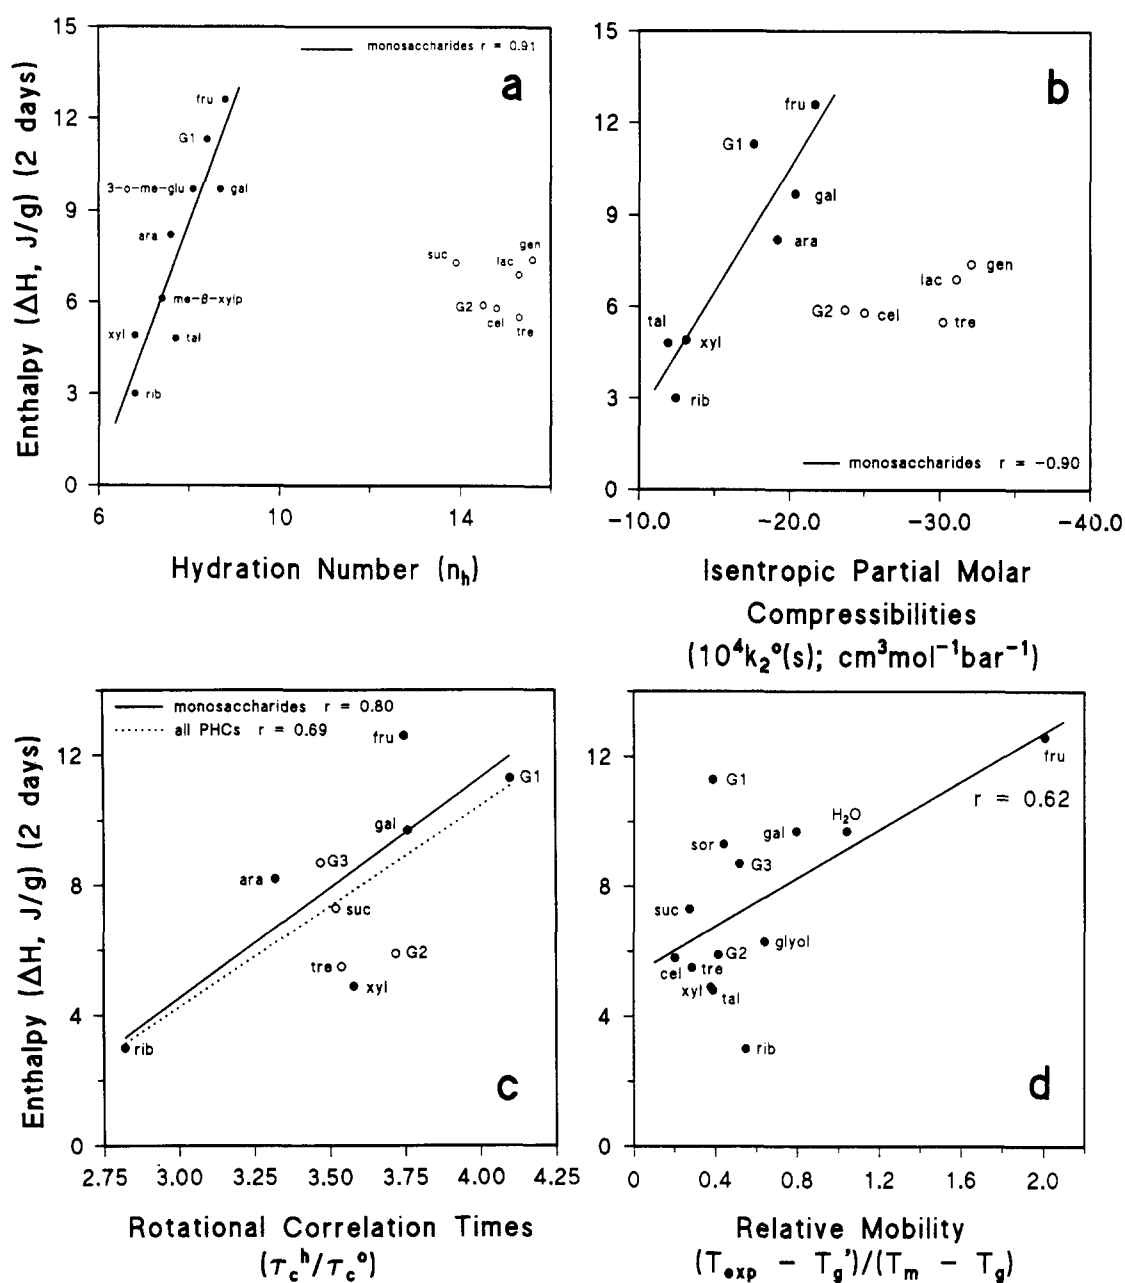 Enthalpy (ΔH, J/g) (2 days)
15
12
9
6
3
0
monosaccharides r = 0.91
a
fru
G1
3-o-me-glu
gal
ara
me-β-xylp
xyl
tal
rib
suc
gen
lac
G2
cel
tre
6
10
14
Hydration Number (nₕ)
15
12
9
6
3
0
b
fru
G1
gal
ara
tal
xyl
rib
gen
lac
G2
cel
tre
monosaccharides r = -0.90
-10.0
-20.0
-30.0
-40.0
Isentropic Partial Molar
Compressibilities
(10⁴k₂°(s); cm³mol⁻¹bar⁻¹)
Enthalpy (ΔH, J/g) (2 days)
12
8
4
0
monosaccharides r = 0.80
all PHCs r = 0.69
fru
G1
gal
G3
ara
suc
G2
tre
xyl
rib
c
2.75
3.00
3.25
3.50
3.75
4.00
4.25
Rotational Correlation Times
(τcʰ/τc°)
12
8
4
0
fru
r = 0.62
G1
H₂O
gal
sor
G3
suc
glyol
G2
cel
tre
xyl
tal
rib
d
0
0.4
0.8
1.2
1.6
2.0
Relative Mobility
(Texp - Tg')/(Tm - Tg)